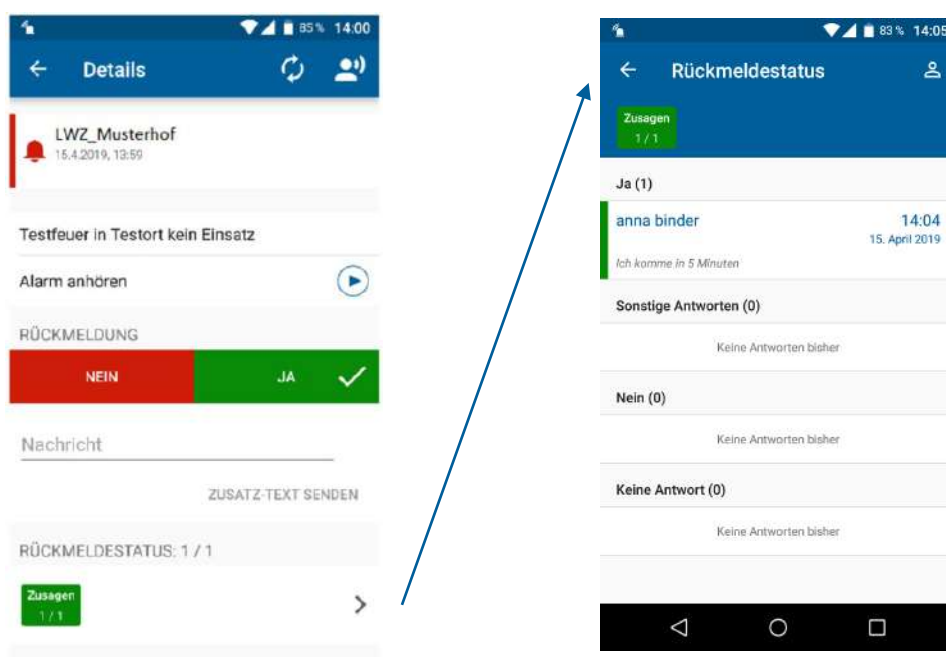 85% 14:00
Details
LWZ_Musterhof
15.4.2019, 13:59
Testfeuer in Testort kein Einsatz
Alarm anhören
RÜCKMELDUNG
NEIN JA
Nachricht
ZUSATZ-TEXT SENDEN
RÜCKMELDESTATUS: 1 / 1
Zusagen
1 / 1
83 % 14:05
Rückmeldestatus
Zusagen
1 / 1
Ja (1)
anna binder 14:04
15. April 2019
Ich komme in 5 Minuten
Sonstige Antworten (0)
Keine Antworten bisher
Nein (0)
Keine Antworten bisher
Keine Antwort (0)
Keine Antworten bisher